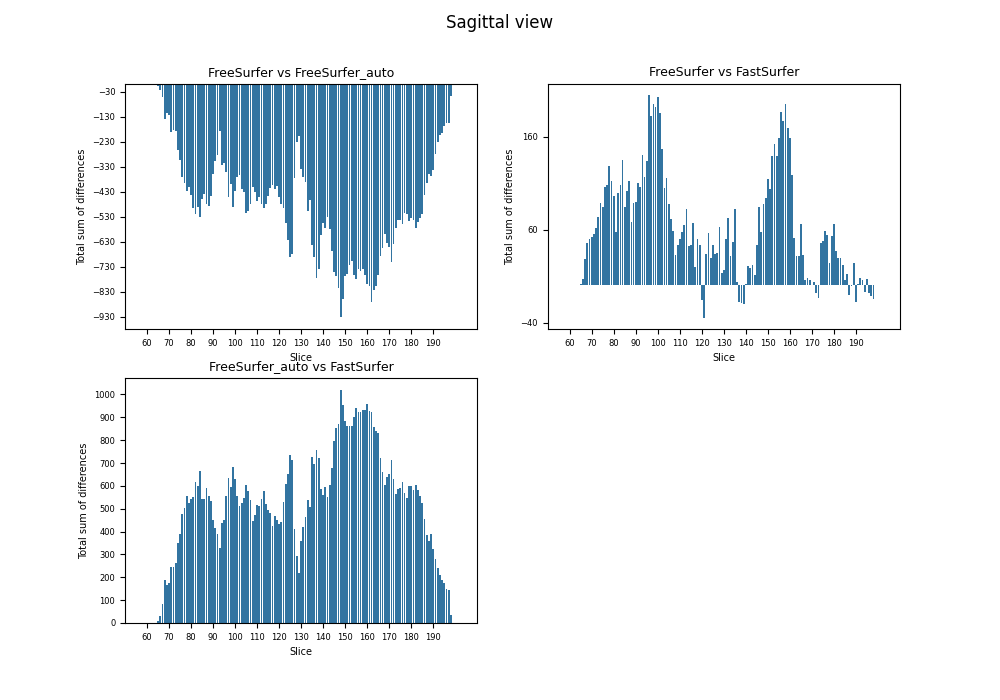 Sagittal view
FreeSurfer vs FreeSurfer_auto
Total sum of differences
−30
−130
−230
−330
−430
−530
−630
−730
−830
−930
60 70 80 90 100 110 120 130 140 150 160 170 180 190
Slice
FreeSurfer vs FastSurfer
Total sum of differences
160
60
−40
60 70 80 90 100 110 120 130 140 150 160 170 180 190
Slice
FreeSurfer_auto vs FastSurfer
Total sum of differences
1000
900
800
700
600
500
400
300
200
100
0
60 70 80 90 100 110 120 130 140 150 160 170 180 190
Slice